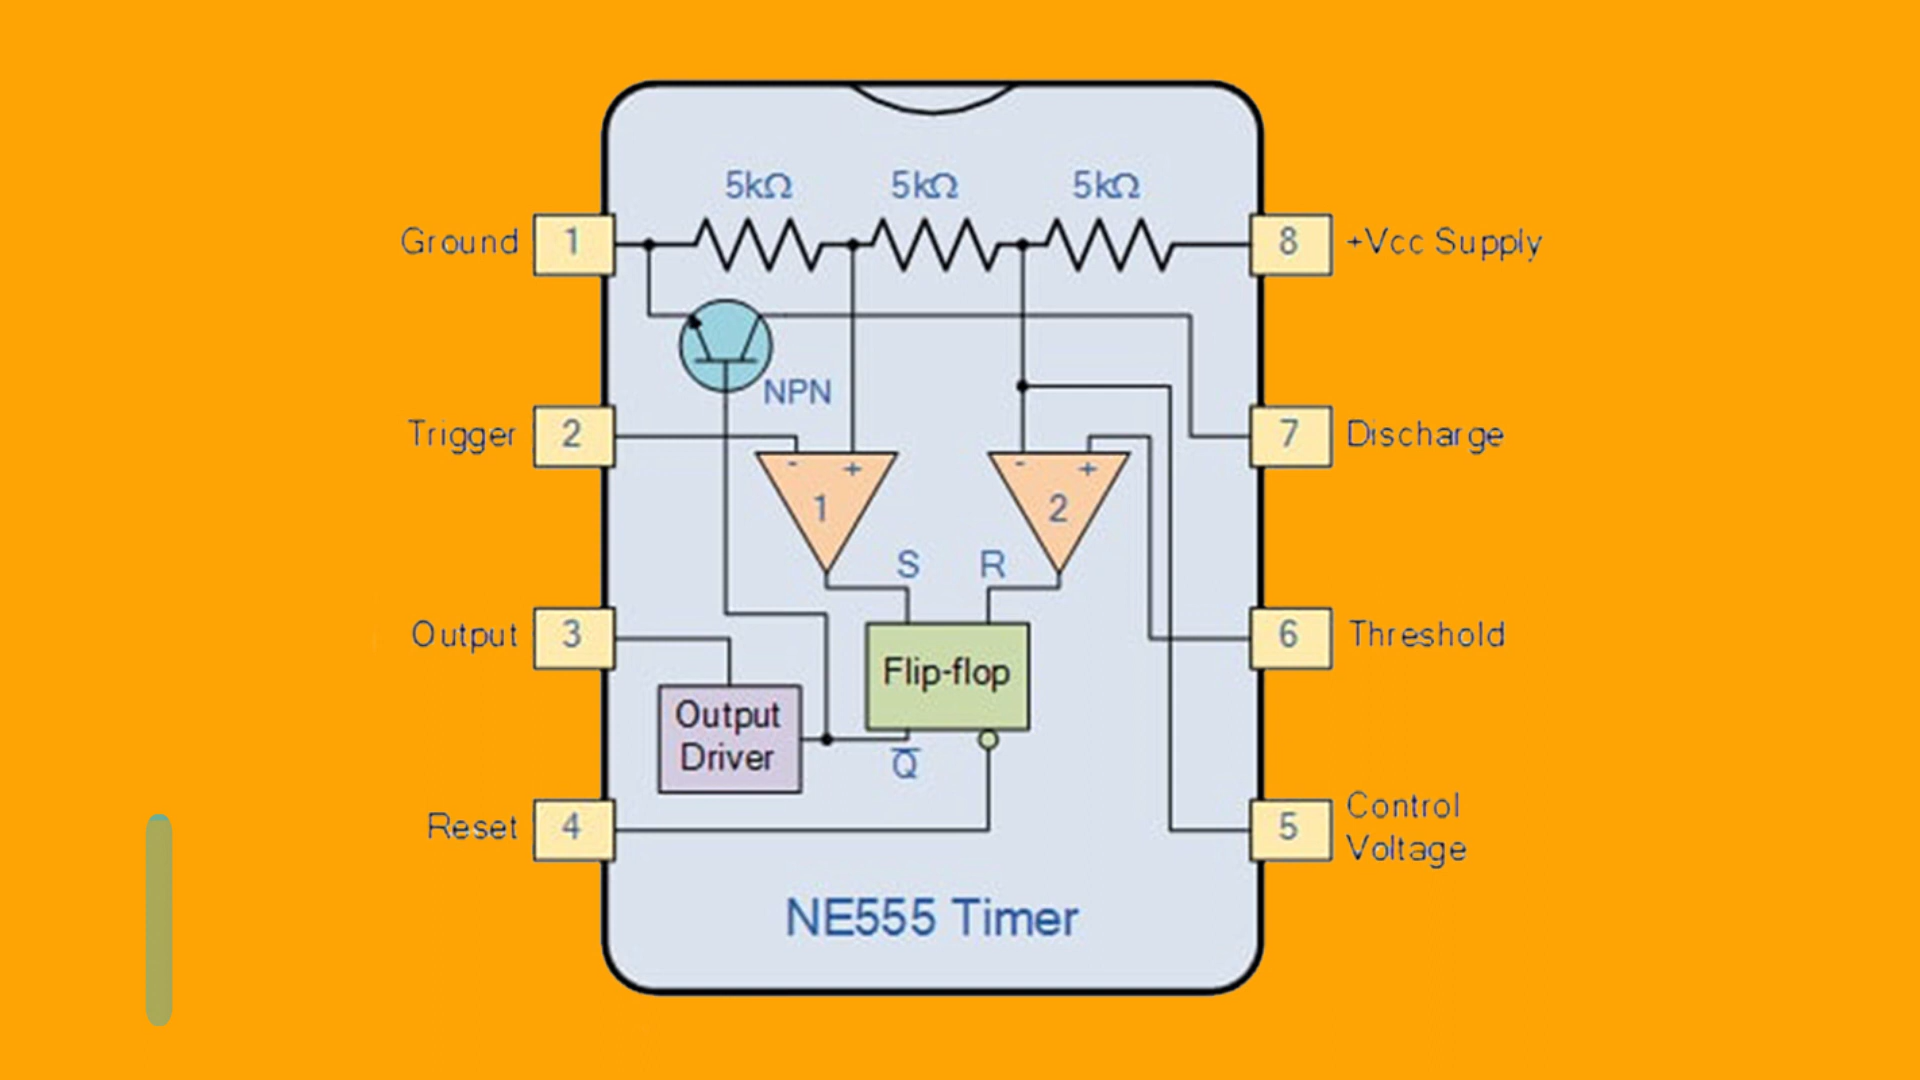 5kΩ 5kΩ 5kΩ
Ground 1 8 +Vcc Supply
NPN
Trigger 2 7 Discharge
- + - +
1 2
S R
Output 3 6 Threshold
Flip-flop
Output
Driver
Q̅
Reset 4 5 Control
Voltage
NE555 Timer